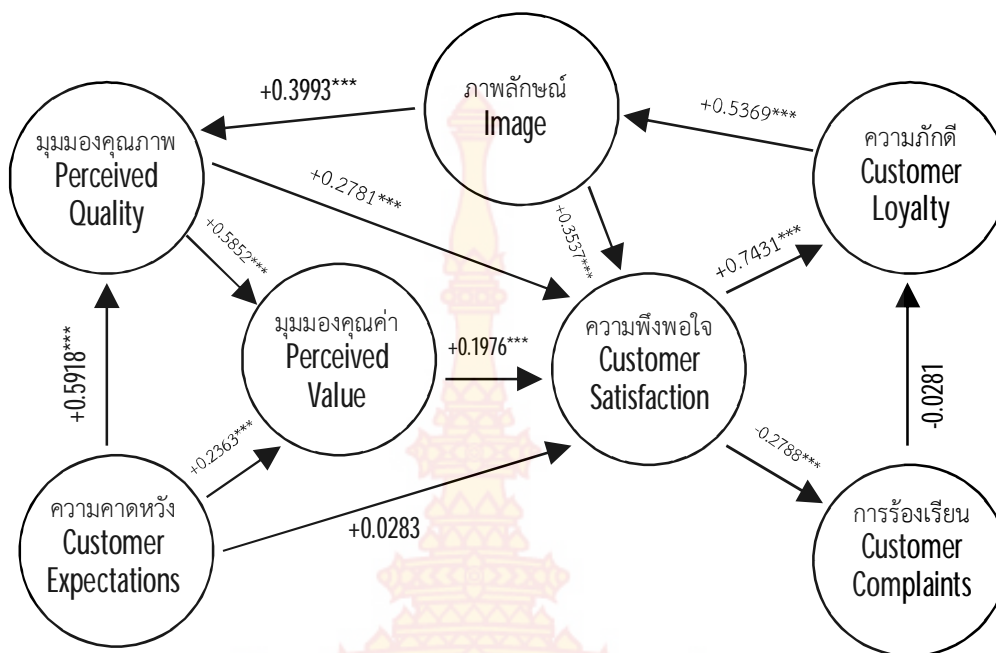 ภาพลักษณ์
Image
+0.3993***
+0.5369***
มุมมองคุณภาพ
Perceived
Quality
ความภักดี
Customer
Loyalty
+0.2781***
+0.3537***
+0.5852***
+0.7431***
มุมมองคุณค่า
Perceived
Value
+0.1976***
ความพึงพอใจ
Customer
Satisfaction
+0.5918***
-0.0281
+0.2363***
-0.2788***
ความคาดหวัง
Customer
Expectations
+0.0283
การร้องเรียน
Customer
Complaints